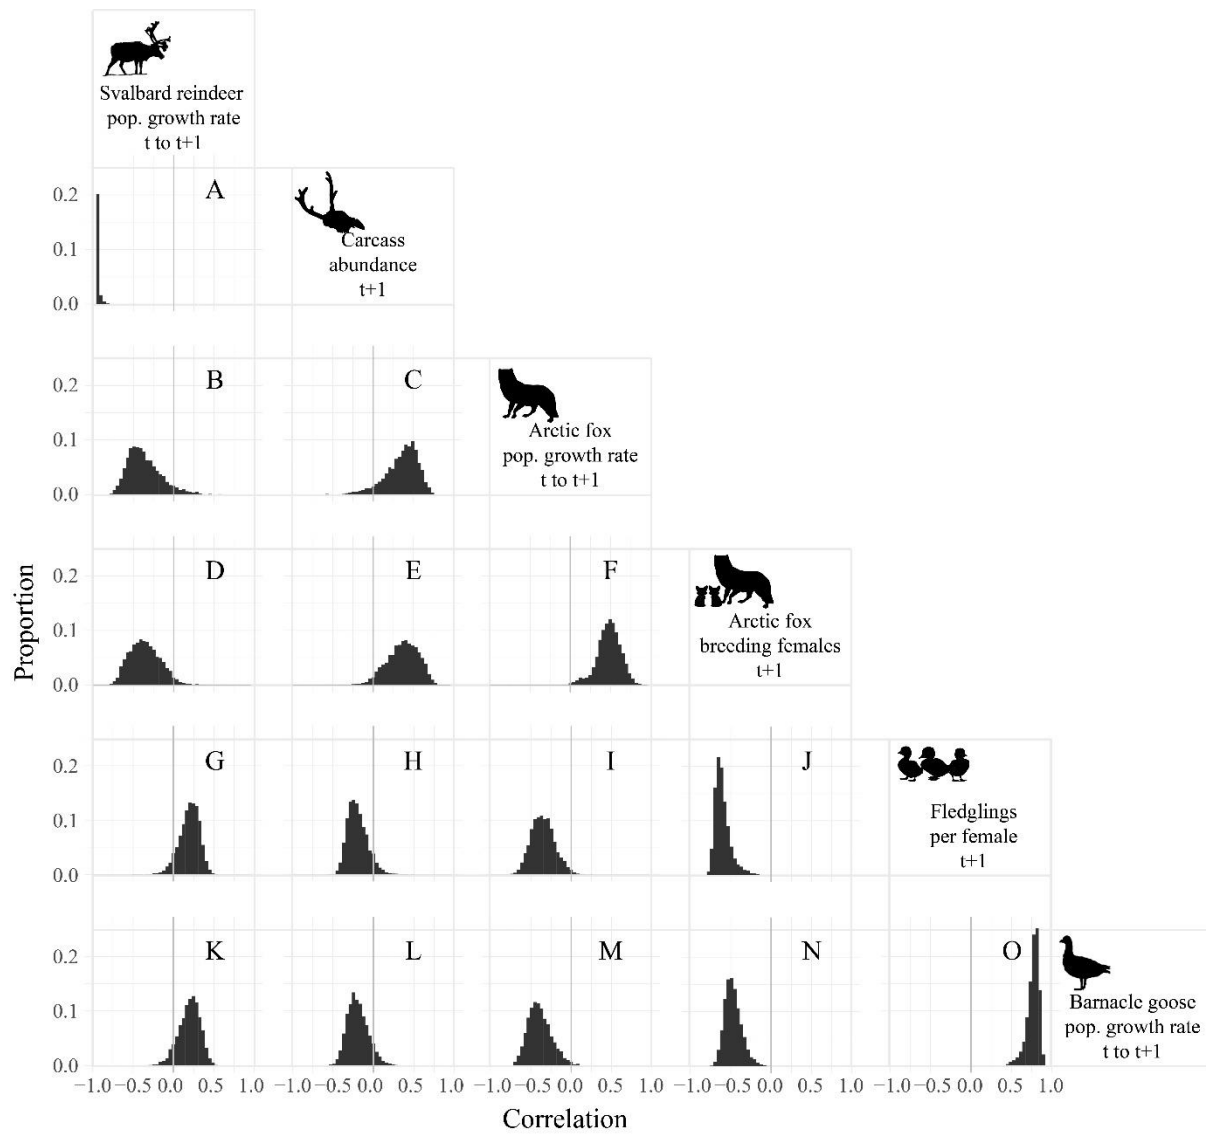 Svalbard reindeer
pop. growth rate
t to t+1
0.2
0.1
0.0
A
Carcass
abundance
t+1
0.2
0.1
0.0
B
C
Arctic fox
pop. growth rate
t to t+1
Proportion
0.2
0.1
0.0
D
E
F
Arctic fox
breeding females
t+1
0.2
0.1
0.0
G
H
I
J
Fledglings
per female
t+1
0.2
0.1
0.0
K
L
M
N
O
Barnacle goose
pop. growth rate
t to t+1
−1.0 −0.5 0.0 0.5 1.0 −1.0 −0.5 0.0 0.5 1.0 −1.0 −0.5 0.0 0.5 1.0 −1.0 −0.5 0.0 0.5 1.0 −1.0 −0.5 0.0 0.5 1.0
Correlation